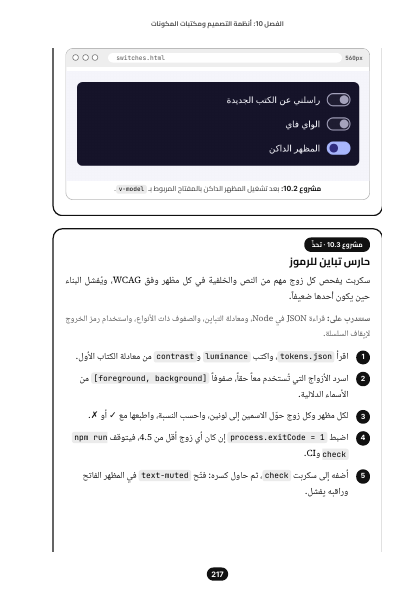 الفصل 10: أنظمة التصميم ومكتبات المكونات
switches.html 560px
راسلني عن الكتب الجديدة
الواي فاي
المظهر الداكن
مشروع 10.2: بعد تشغيل المظهر الداكن بالمفتاح المربوط بـ v-model.
مشروع 10.3 · تحدٍّ
حارس تباين للرموز
سكربت يفحص كل زوج مهم من النص والخلفية في كل مظهر وفق WCAG، ويُفشل البناء
حين يكون أحدها ضعيفاً.
ستتدرب على: قراءة JSON في Node، ومعادلة التباين، والصفوف ذات الأنواع، واستخدام رمز الخروج
لإيقاف السلسلة.
1 اقرأ tokens.json، واكتب luminance و contrast من معادلة الكتاب الأول.
2 اسرد الأزواج التي تُستخدم معاً حقاً، صفوفاً [foreground, background] من
الأسماء الدلالية.
3 لكل مظهر وكل زوج حوّل الاسمين إلى لونين، واحسب النسبة، واطبعها مع ✓ أو ✗.
4 اضبط process.exitCode = 1 إن كان أي زوج أقل من 4.5، فيتوقف npm run
check وCI.
5 أضفه إلى سكربت check، ثم حاول كسره: فتّح text-muted في المظهر الفاتح
وراقبه يفشل.
217